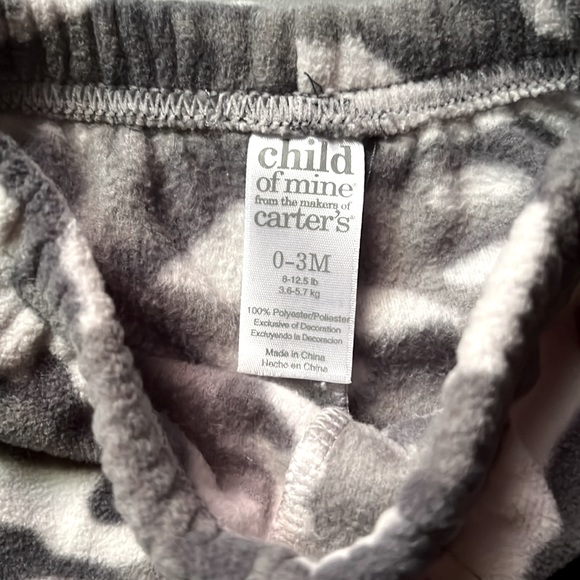 child
of mine®
from the makers of
carter's®
0-3M
8-12.5 lb
3.6-5.7 kg
100% Polyester/Poliester
Exclusive of Decoration
Excluyendo la Decoracion
Made in China
Hecho en China